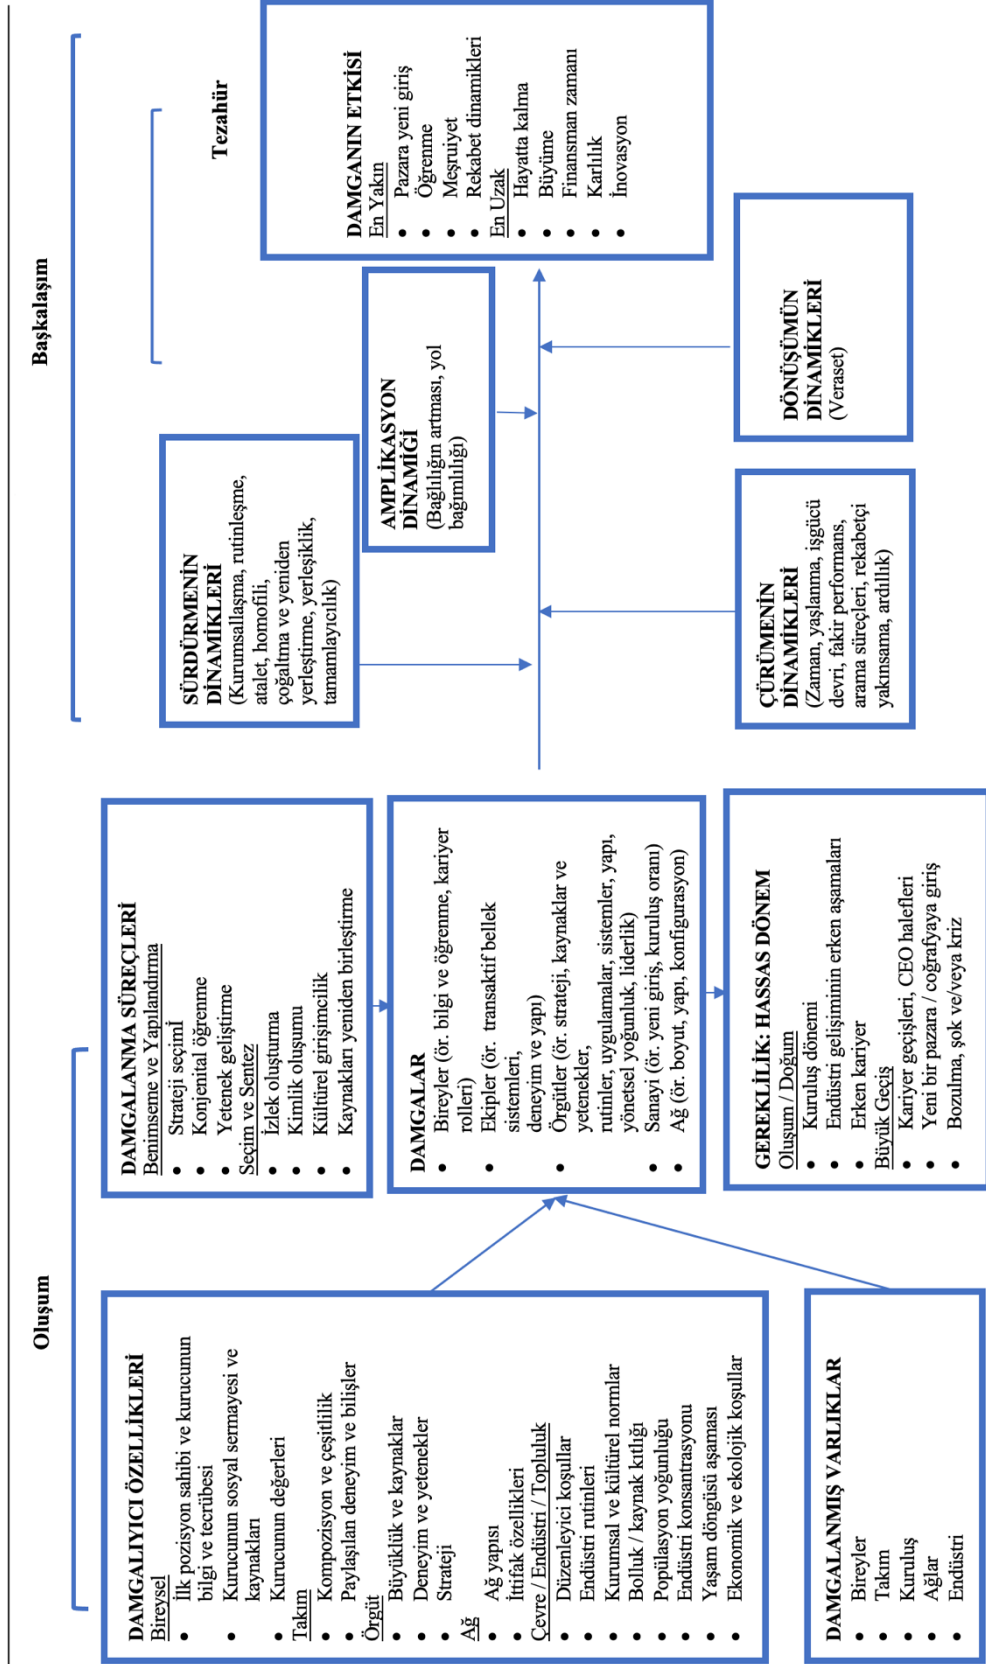 Oluşum
Başkalaşım
Tezahür
DAMGALIYICI ÖZELLİKLERİ
Bireysel
• İlk pozisyon sahibi ve kurucunun
bilgi ve tecrübesi
• Kurucunun sosyal sermayesi ve
kaynakları
• Kurucunun değerleri
Takım
• Kompozisyon ve çeşitlilik
• Paylaşılan deneyim ve bilişler
Örgüt
• Büyüklük ve kaynaklar
• Deneyim ve yetenekler
• Strateji
Ağ
• Ağ yapısı
• İttifak özellikleri
Çevre / Endüstri / Topluluk
• Düzenleyici koşullar
• Endüstri rutinleri
• Kurumsal ve kültürel normlar
• Bolluk / kaynak kıtlığı
• Popülasyon yoğunluğu
• Endüstri konsantrasyonu
• Yaşam döngüsü aşaması
• Ekonomik ve ekolojik koşullar
DAMGALANMIŞ VARLIKLAR
• Bireyler
• Takım
• Kuruluş
• Ağlar
• Endüstri
DAMGALANMA SÜREÇLERİ
Benimseme ve Yapılandırma
• Strateji seçimİ
• Konjenital öğrenme
• Yetenek geliştirme
Seçim ve Sentez
• İzlek oluşturma
• Kimlik oluşumu
• Kültürel girişimcilik
• Kaynakları yeniden birleştirme
DAMGALAR
• Bireyler (ör. bilgi ve öğrenme, kariyer
rolleri)
• Ekipler (ör. transaktif bellek
sistemleri,
deneyim ve yapı)
• Örgütler (ör. strateji, kaynaklar ve
yetenekler,
rutinler, uygulamalar, sistemler, yapı,
yönetsel yoğunluk, liderlik)
• Sanayi (ör. yeni giriş, kuruluş oranı)
• Ağ (ör. boyut, yapı, konfigurasyon)
GEREKLİLİK: HASSAS DÖNEM
Oluşum / Doğum
• Kuruluş dönemi
• Endüstri gelişiminin erken aşamaları
• Erken kariyer
Büyük Geçiş
• Kariyer geçişleri, CEO halefleri
• Yeni bir pazara / coğrafyaya giriş
• Bozulma, şok ve/veya kriz
SÜRDÜRMENİN
DİNAMİKLERİ
(Kurumsallaşma, rutinleşme,
atalet, homofili,
çoğaltma ve yeniden
yerleştirme, yerleşiklik,
tamamlayıcılık)
AMPLİKASYON
DİNAMİĞİ
(Bağlılığın artması, yol
bağımlılığı)
ÇÜRÜMENİN
DİNAMİKLERİ
(Zaman, yaşlanma, işgücü
devri, fakir performans,
arama süreçleri, rekabetçi
yakınsama, ardıllık)
DÖNÜŞÜMÜN
DİNAMİKLERİ
(Veraset)
DAMGANIN ETKİSİ
En Yakın
• Pazara yeni giriş
• Öğrenme
• Meşruiyet
• Rekabet dinamikleri
En Uzak
• Hayatta kalma
• Büyüme
• Finansman zamanı
• Karlılık
• İnovasyon